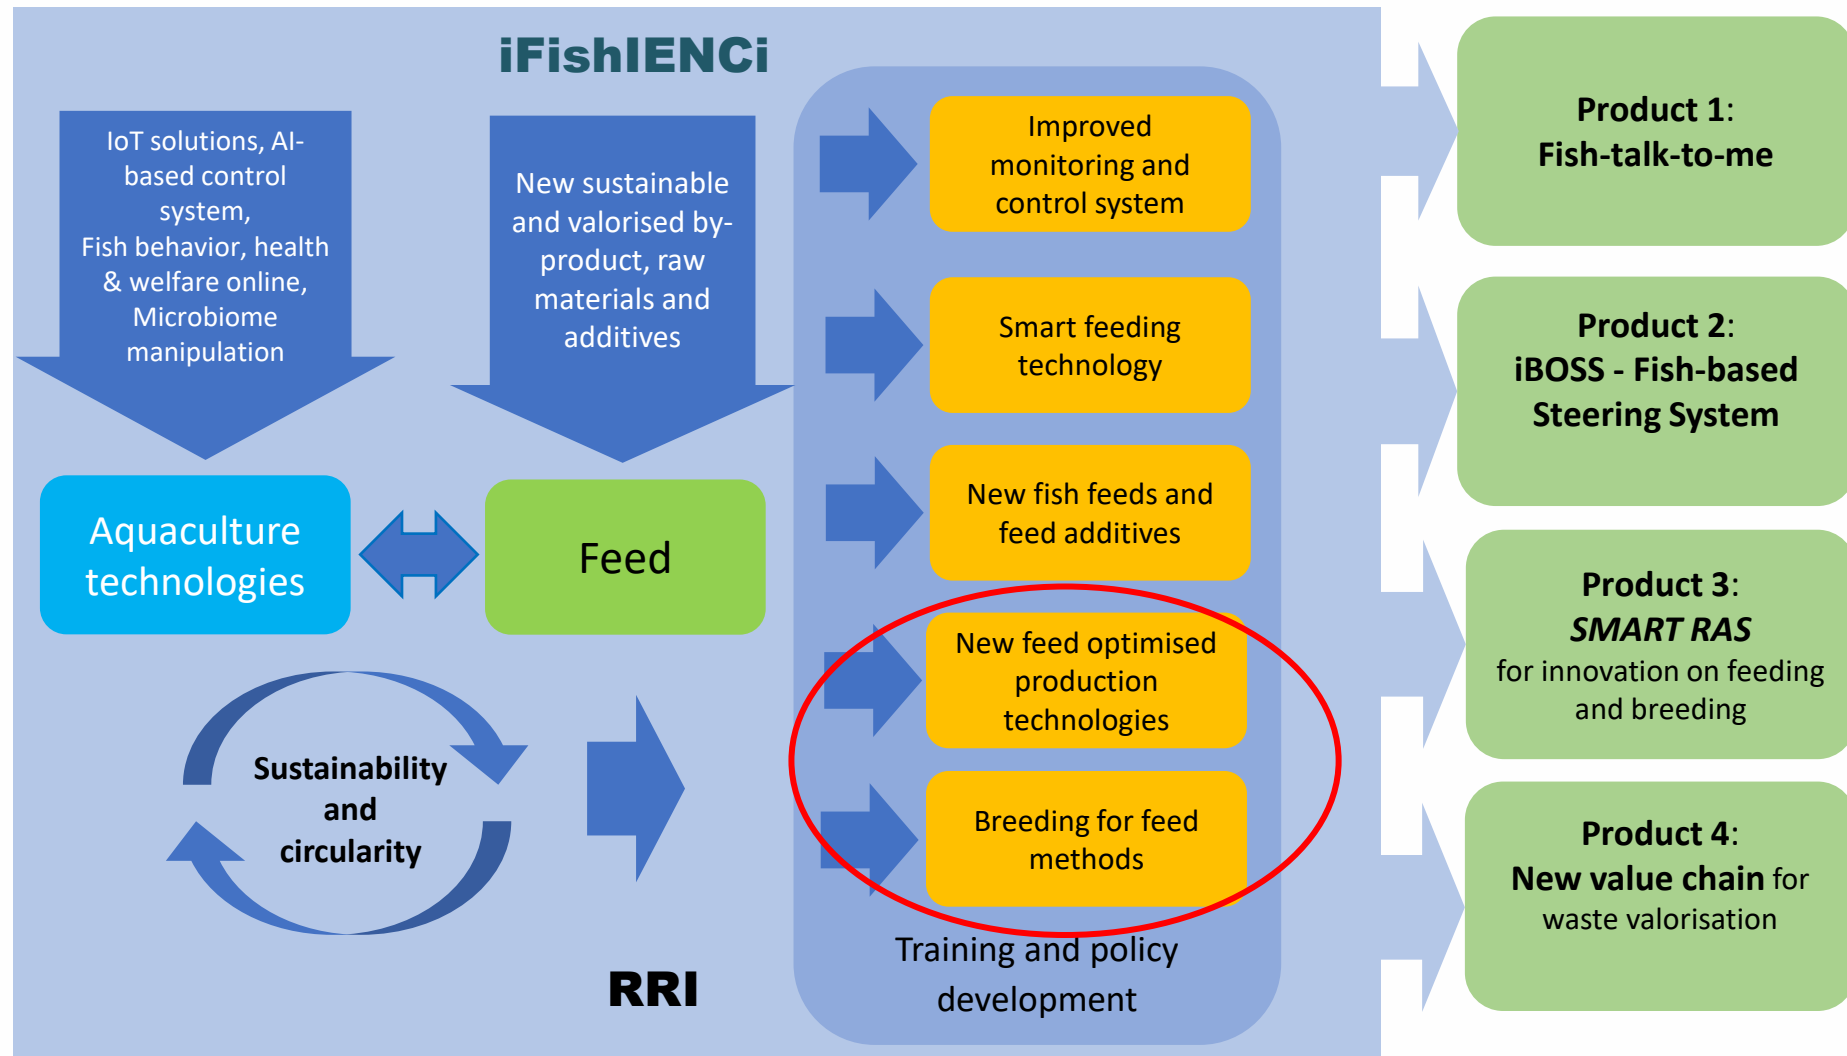 iFishIENCi
IoT solutions, AI-
based control
system,
Fish behavior, health
& welfare online,
Microbiome
manipulation
New sustainable
and valorised by-
product, raw
materials and
additives
Aquaculture
technologies
Feed
Sustainability
and
circularity
RRI
Improved
monitoring and
control system
Smart feeding
technology
New fish feeds and
feed additives
New feed optimised
production
technologies
Breeding for feed
methods
Training and policy
development
Product 1:
Fish-talk-to-me
Product 2:
iBOSS - Fish-based
Steering System
Product 3:
SMART RAS
for innovation on feeding
and breeding
Product 4:
New value chain for
waste valorisation